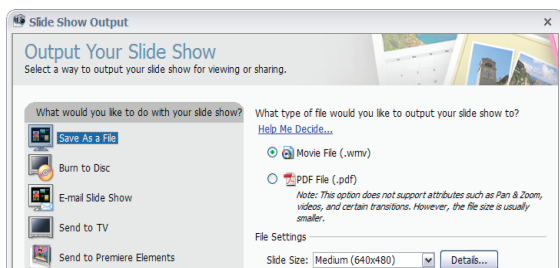 Slide Show Output
Output Your Slide Show
Select a way to output your slide show for viewing or sharing.
What would you like to do with your slide show?
Save As a File
Burn to Disc
E-mail Slide Show
Send to TV
Send to Premiere Elements
What type of file would you like to output your slide show to?
Help Me Decide...
Movie File (.wmv)
PDF File (.pdf)
Note: This option does not support attributes such as Pan & Zoom,
videos, and certain transitions. However, the file size is usually
smaller.
File Settings
Slide Size: Medium (640x480) Details...